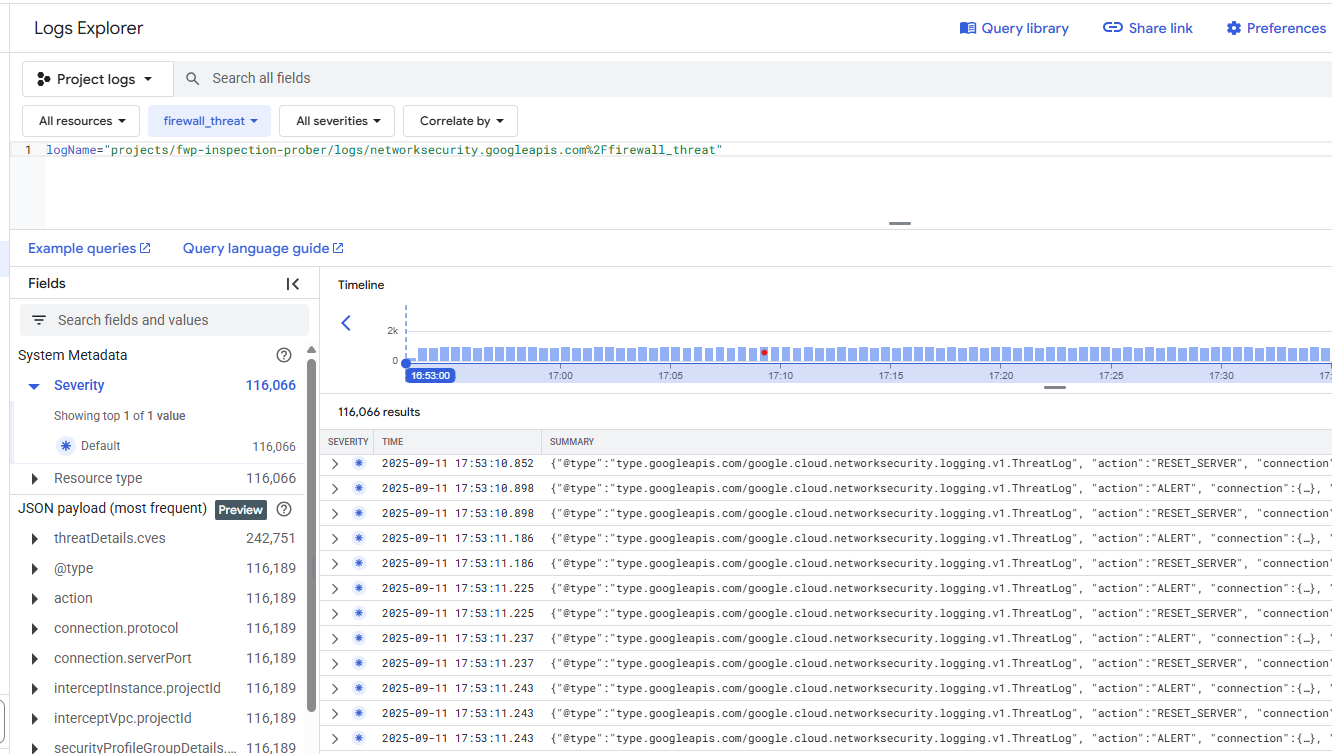 Logs Explorer
Query library
Share link
Preferences
Project logs
Search all fields
All resources
firewall_threat
All severities
Correlate by
1 logName="projects/fwp-inspection-prober/logs/networksecurity.googleapis.com%2Ffirewall_threat"
Example queries
Query language guide
Fields
Search fields and values
System Metadata
Severity 116,066
Showing top 1 of 1 value
Default 116,066
Resource type 116,066
JSON payload (most frequent) Preview
threatDetails.cves 242,751
@type 116,189
action 116,189
connection.protocol 116,189
connection.serverPort 116,189
interceptInstance.projectId 116,189
interceptVpc.projectId 116,189
securityProfileGroupDetails.... 116,189
Timeline
2k
0
16:53:00 17:00 17:05 17:10 17:15 17:20 17:25 17:30 17:
116,066 results
SEVERITY TIME SUMMARY
2025-09-11 17:53:10.852 {"@type":"type.googleapis.com/google.cloud.networksecurity.logging.v1.ThreatLog", "action":"RESET_SERVER", "connection
2025-09-11 17:53:10.898 {"@type":"type.googleapis.com/google.cloud.networksecurity.logging.v1.ThreatLog", "action":"ALERT", "connection":{…}, "
2025-09-11 17:53:10.898 {"@type":"type.googleapis.com/google.cloud.networksecurity.logging.v1.ThreatLog", "action":"RESET_SERVER", "connection
2025-09-11 17:53:11.186 {"@type":"type.googleapis.com/google.cloud.networksecurity.logging.v1.ThreatLog", "action":"ALERT", "connection":{…}, "
2025-09-11 17:53:11.186 {"@type":"type.googleapis.com/google.cloud.networksecurity.logging.v1.ThreatLog", "action":"RESET_SERVER", "connection
2025-09-11 17:53:11.225 {"@type":"type.googleapis.com/google.cloud.networksecurity.logging.v1.ThreatLog", "action":"ALERT", "connection":{…}, "
2025-09-11 17:53:11.225 {"@type":"type.googleapis.com/google.cloud.networksecurity.logging.v1.ThreatLog", "action":"RESET_SERVER", "connection
2025-09-11 17:53:11.237 {"@type":"type.googleapis.com/google.cloud.networksecurity.logging.v1.ThreatLog", "action":"ALERT", "connection":{…}, "
2025-09-11 17:53:11.237 {"@type":"type.googleapis.com/google.cloud.networksecurity.logging.v1.ThreatLog", "action":"RESET_SERVER", "connection
2025-09-11 17:53:11.243 {"@type":"type.googleapis.com/google.cloud.networksecurity.logging.v1.ThreatLog", "action":"ALERT", "connection":{…}, "
2025-09-11 17:53:11.243 {"@type":"type.googleapis.com/google.cloud.networksecurity.logging.v1.ThreatLog", "action":"RESET_SERVER", "connection
2025-09-11 17:53:11.243 {"@type":"type.googleapis.com/google.cloud.networksecurity.logging.v1.ThreatLog", "action":"ALERT", "connection":{…}, "